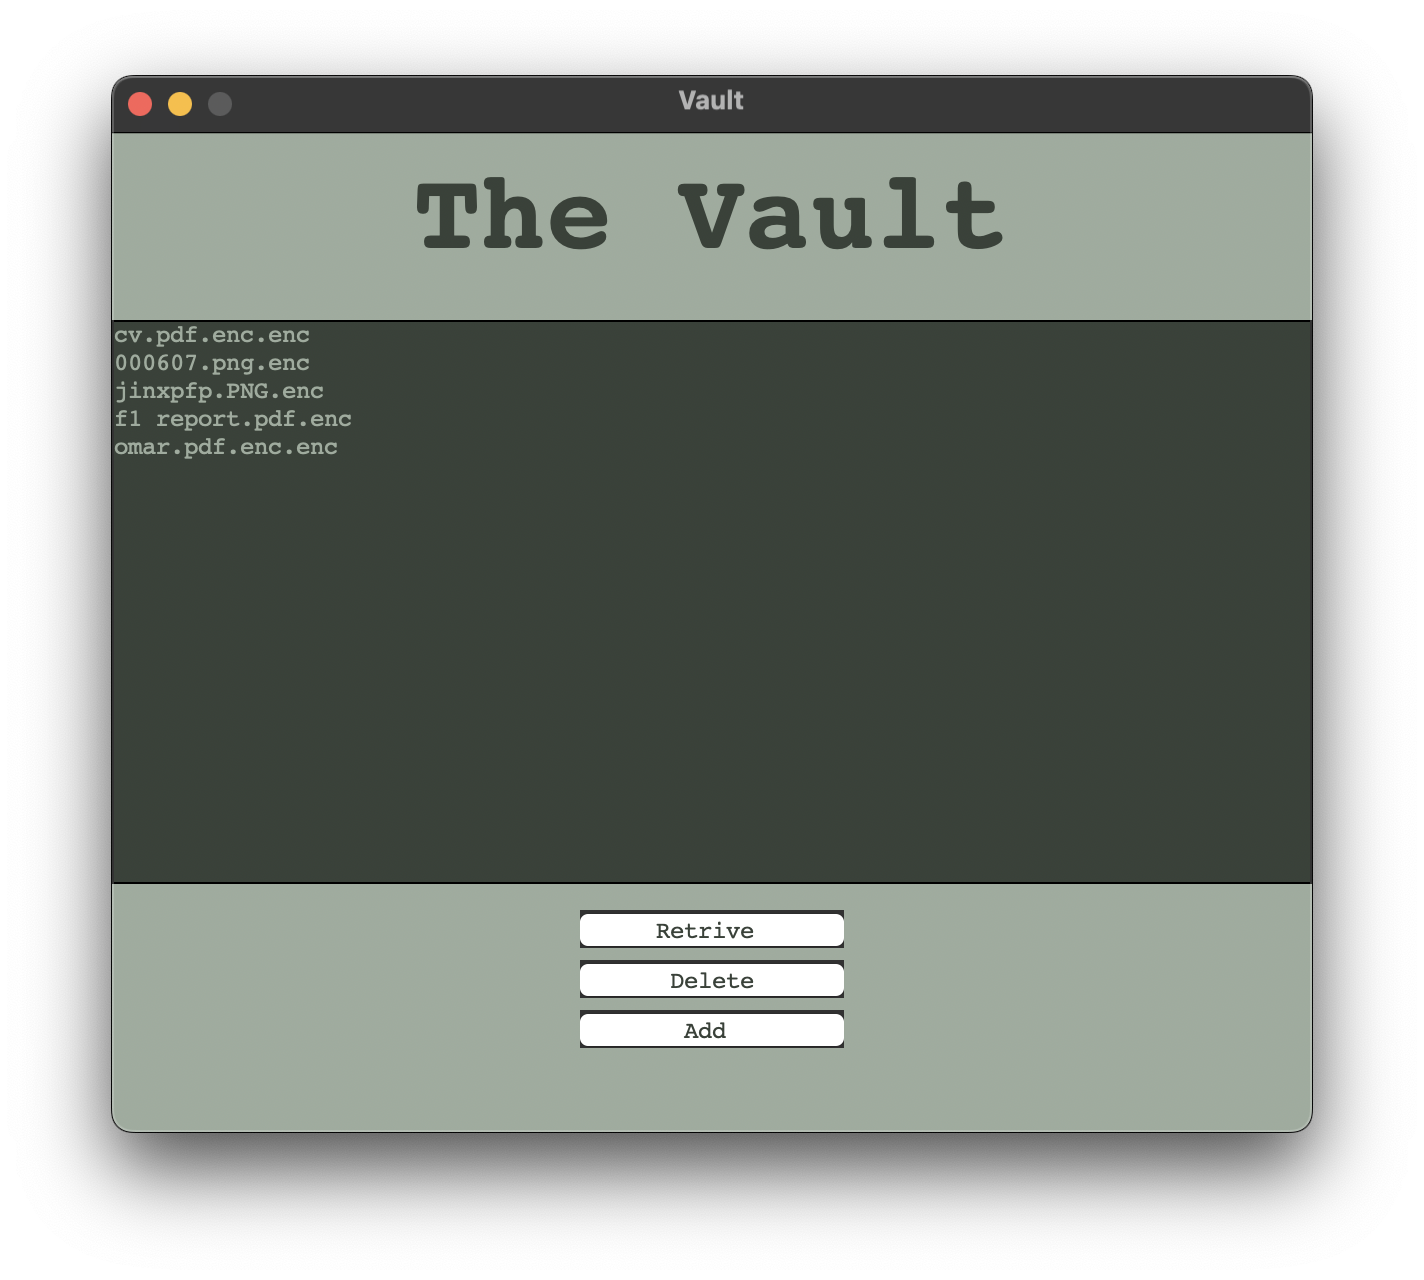 Vault
The Vault
cv.pdf.enc.enc
000607.png.enc
jinxpfp.PNG.enc
f1 report.pdf.enc
omar.pdf.enc.enc
Retrive
Delete
Add